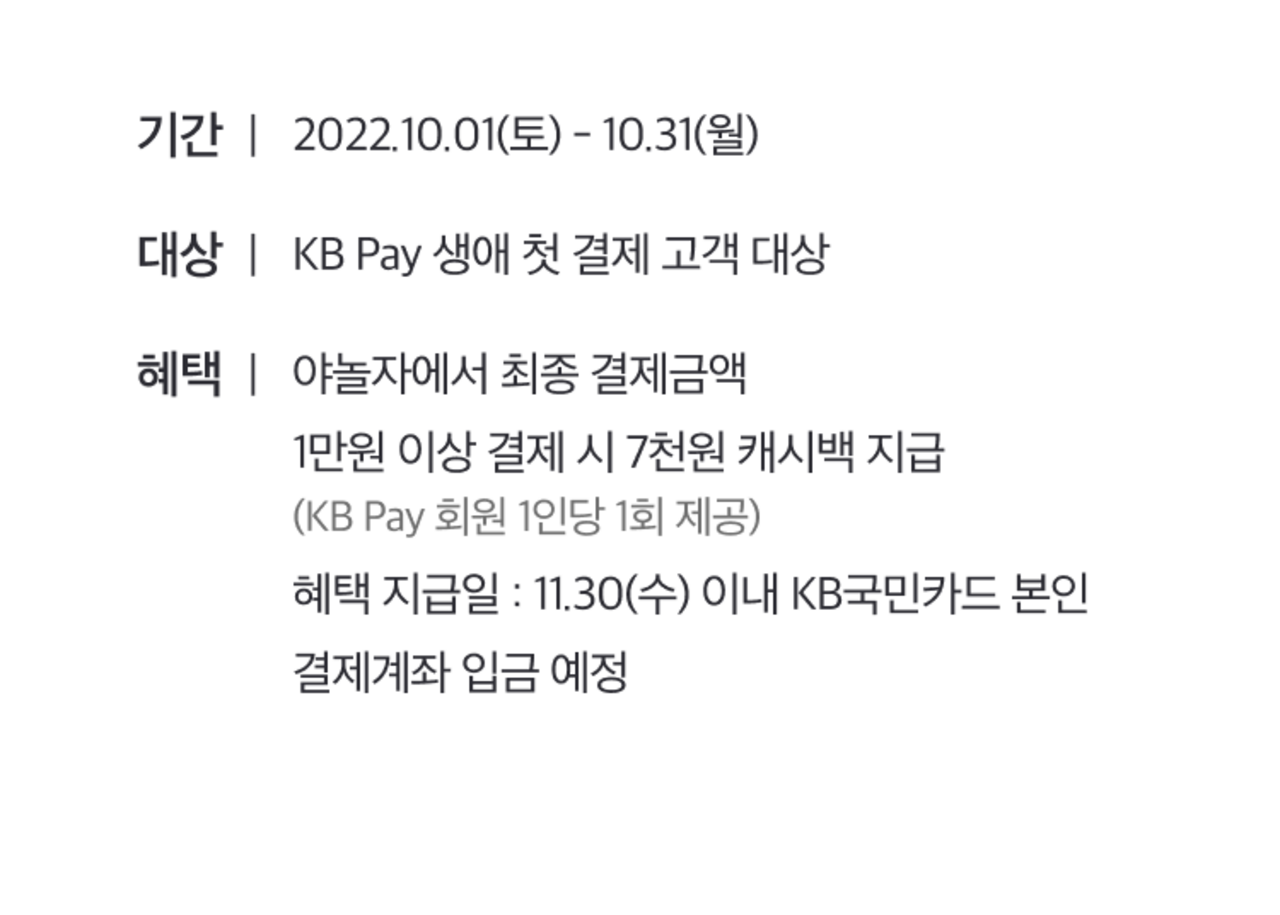 기간 | 2022.10.01(토) - 10.31(월)
대상 | KB Pay 생애 첫 결제 고객 대상
혜택 | 야놀자에서 최종 결제금액
1만원 이상 결제 시 7천원 캐시백 지급
(KB Pay 회원 1인당 1회 제공)
혜택 지급일 : 11.30(수) 이내 KB국민카드 본인
결제계좌 입금 예정